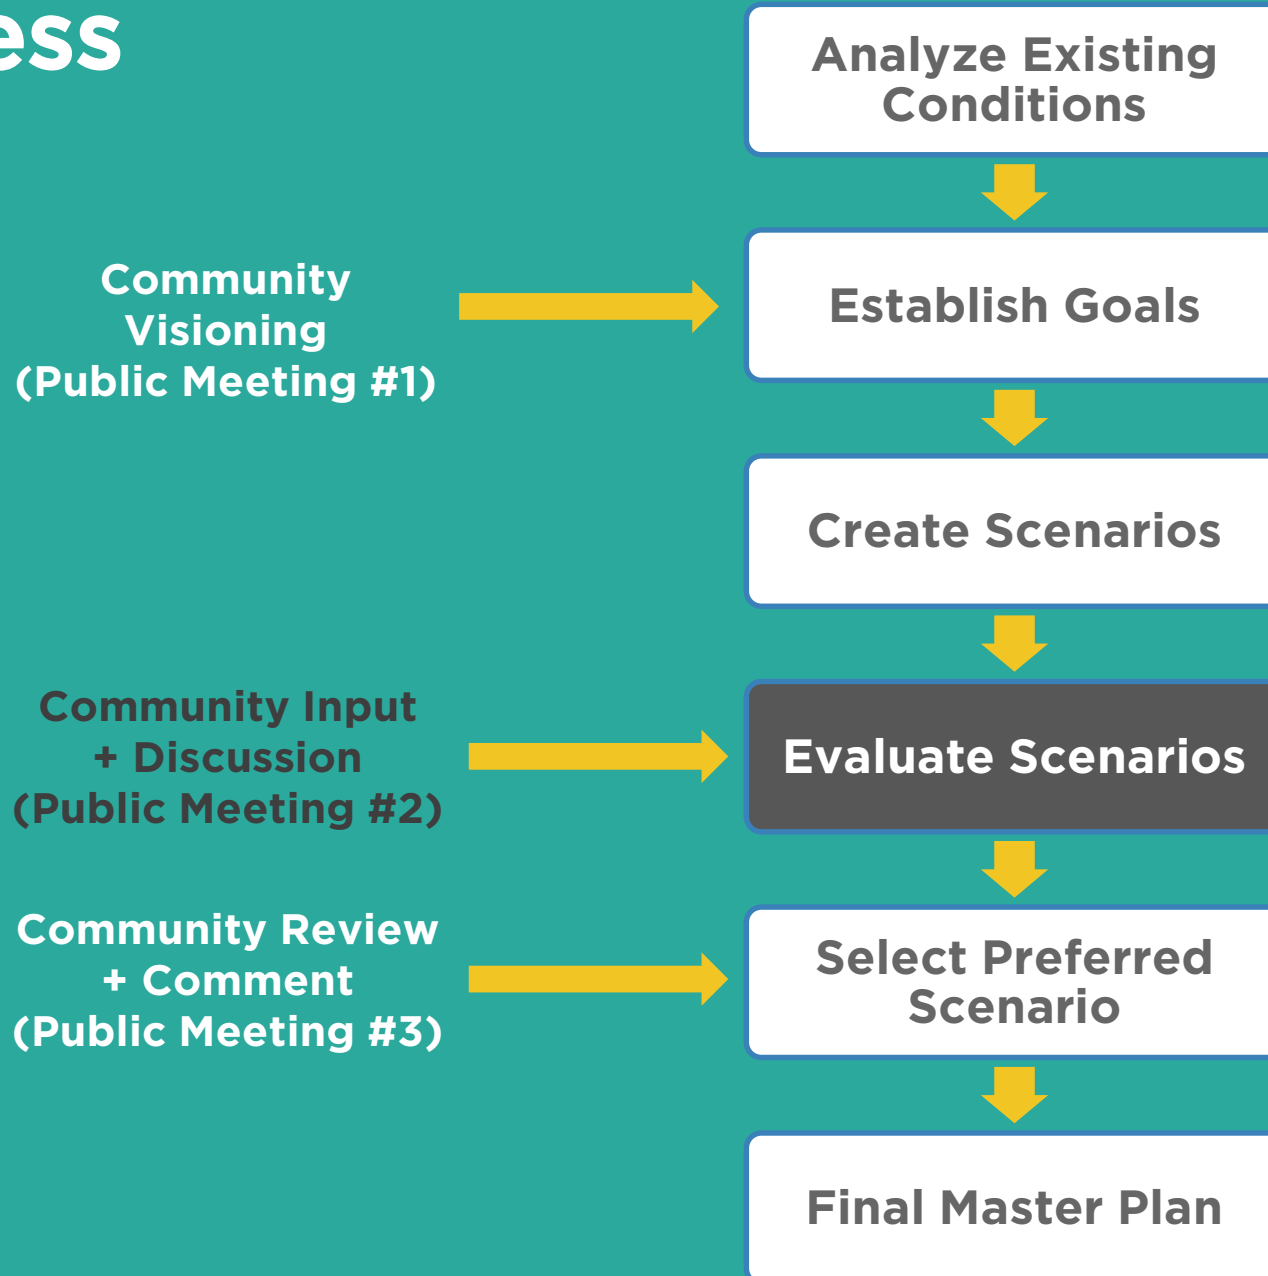 ess
Analyze Existing
Conditions
Community
Visioning
(Public Meeting #1)
Establish Goals
Create Scenarios
Community Input
+ Discussion
(Public Meeting #2)
Evaluate Scenarios
Community Review
+ Comment
(Public Meeting #3)
Select Preferred
Scenario
Final Master Plan